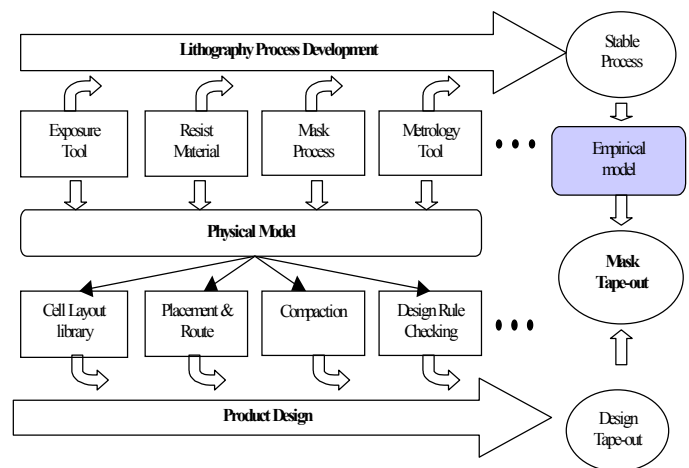 Lithography Process Development
Stable
Process
Exposure
Tool
Resist
Material
Mask
Process
Metrology
Tool
Empirical
model
Physical Model
Mask
Tape-out
Cell Layout
library
Placement &
Route
Compaction
Design Rule
Checking
Product Design
Design
Tape-out